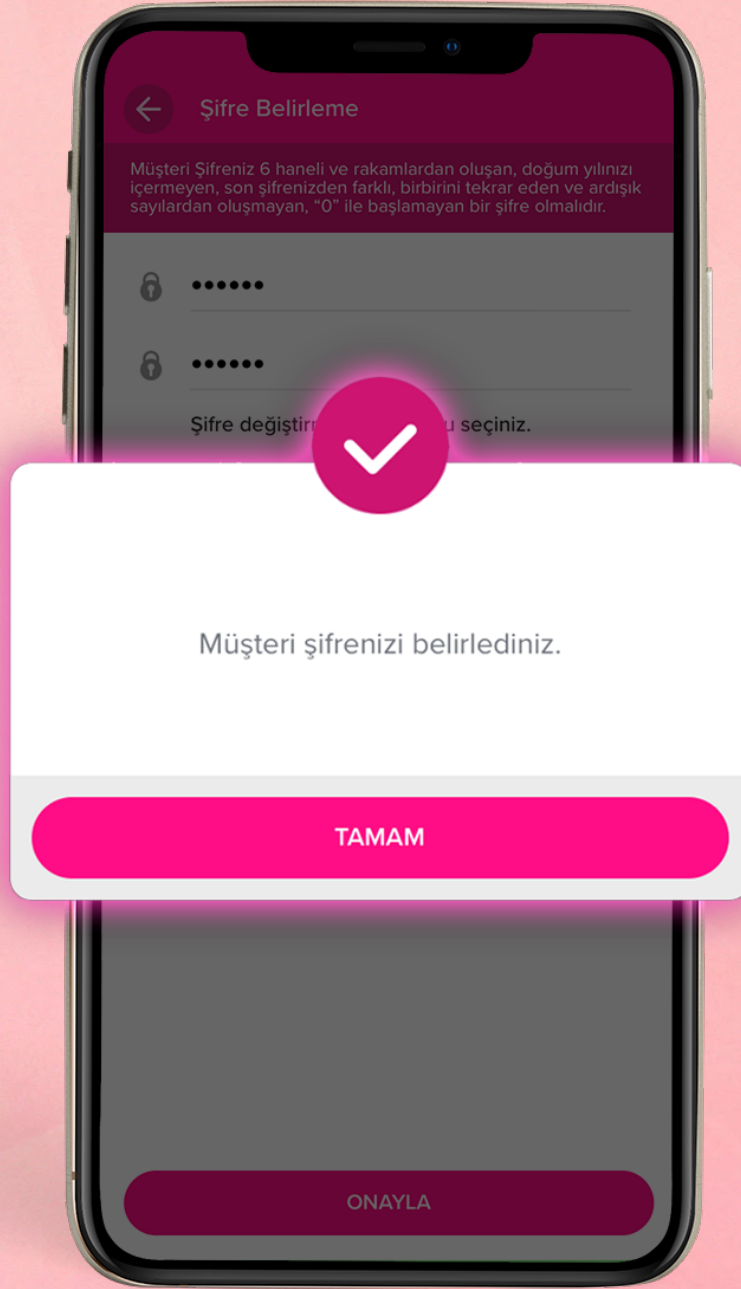 Şifre Belirleme
Müşteri Şifreniz 6 haneli ve rakamlardan oluşan, doğum yılınızı
içermeyen, son şifrenizden farklı, birbirini tekrar eden ve ardışık
sayılardan oluşmayan, “0” ile başlamayan bir şifre olmalıdır.
Şifre seçiniz.
Müşteri şifrenizi belirlediniz.
TAMAM
ONAYLA